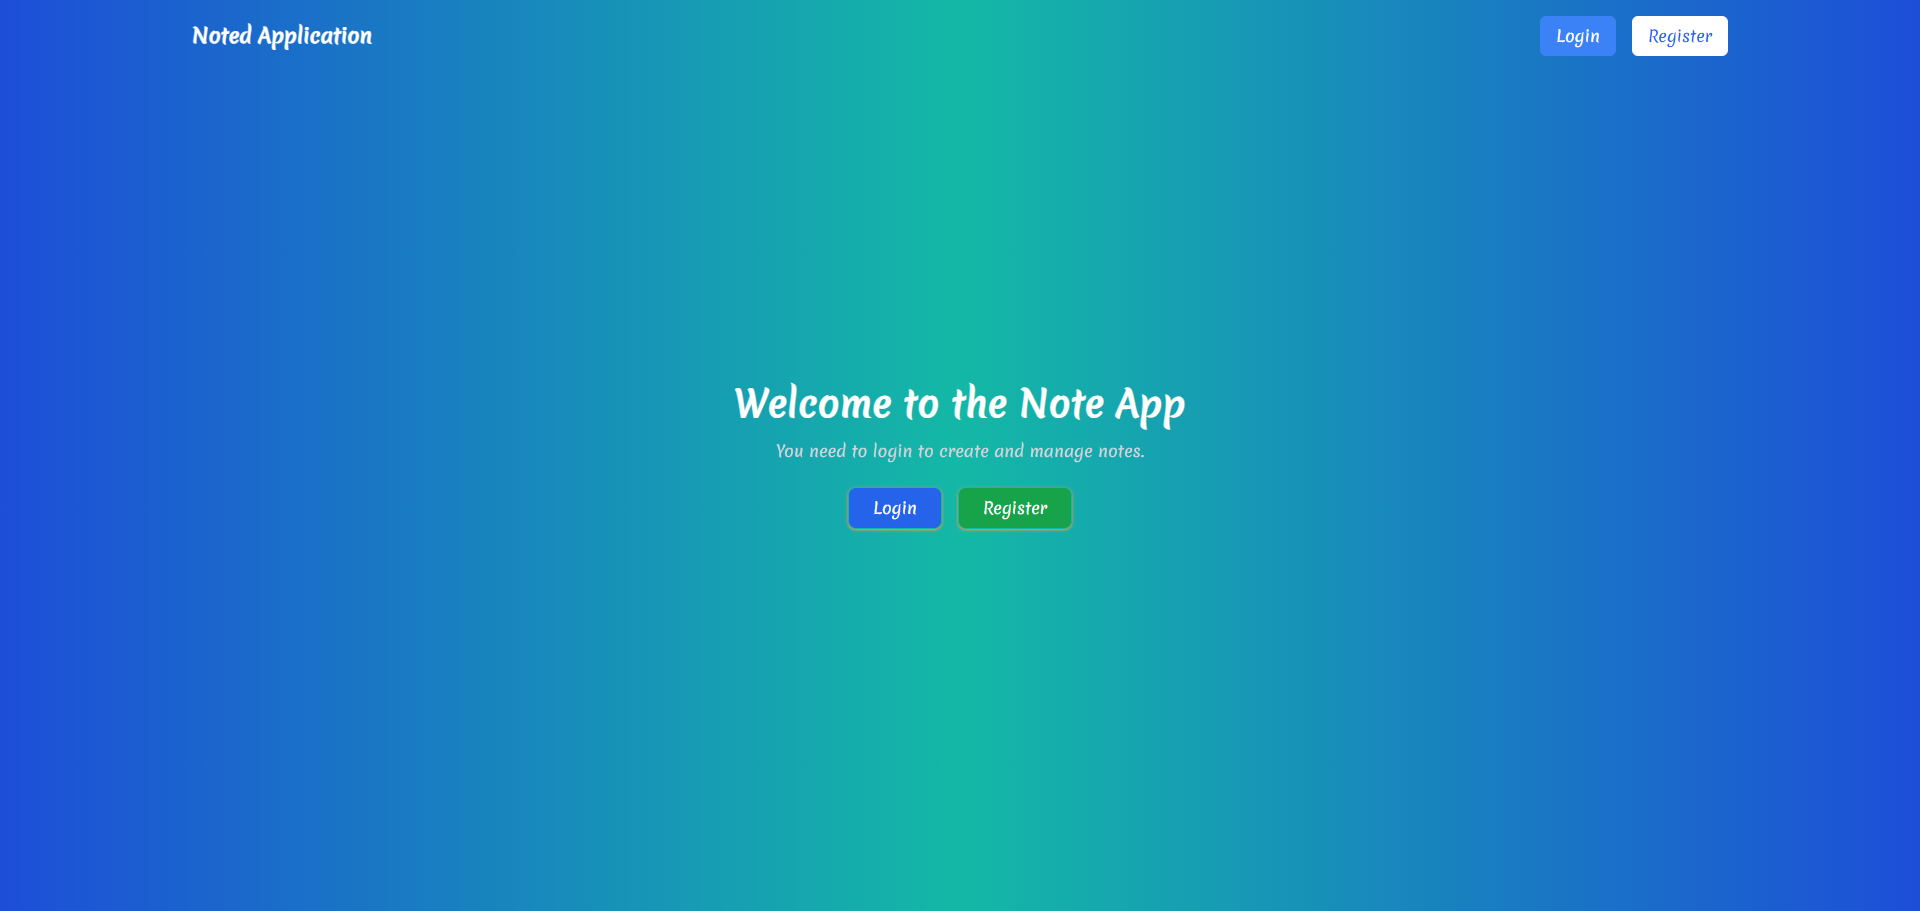 Noted Application
Login
Register
Welcome to the Note App
You need to login to create and manage notes.
Login
Register